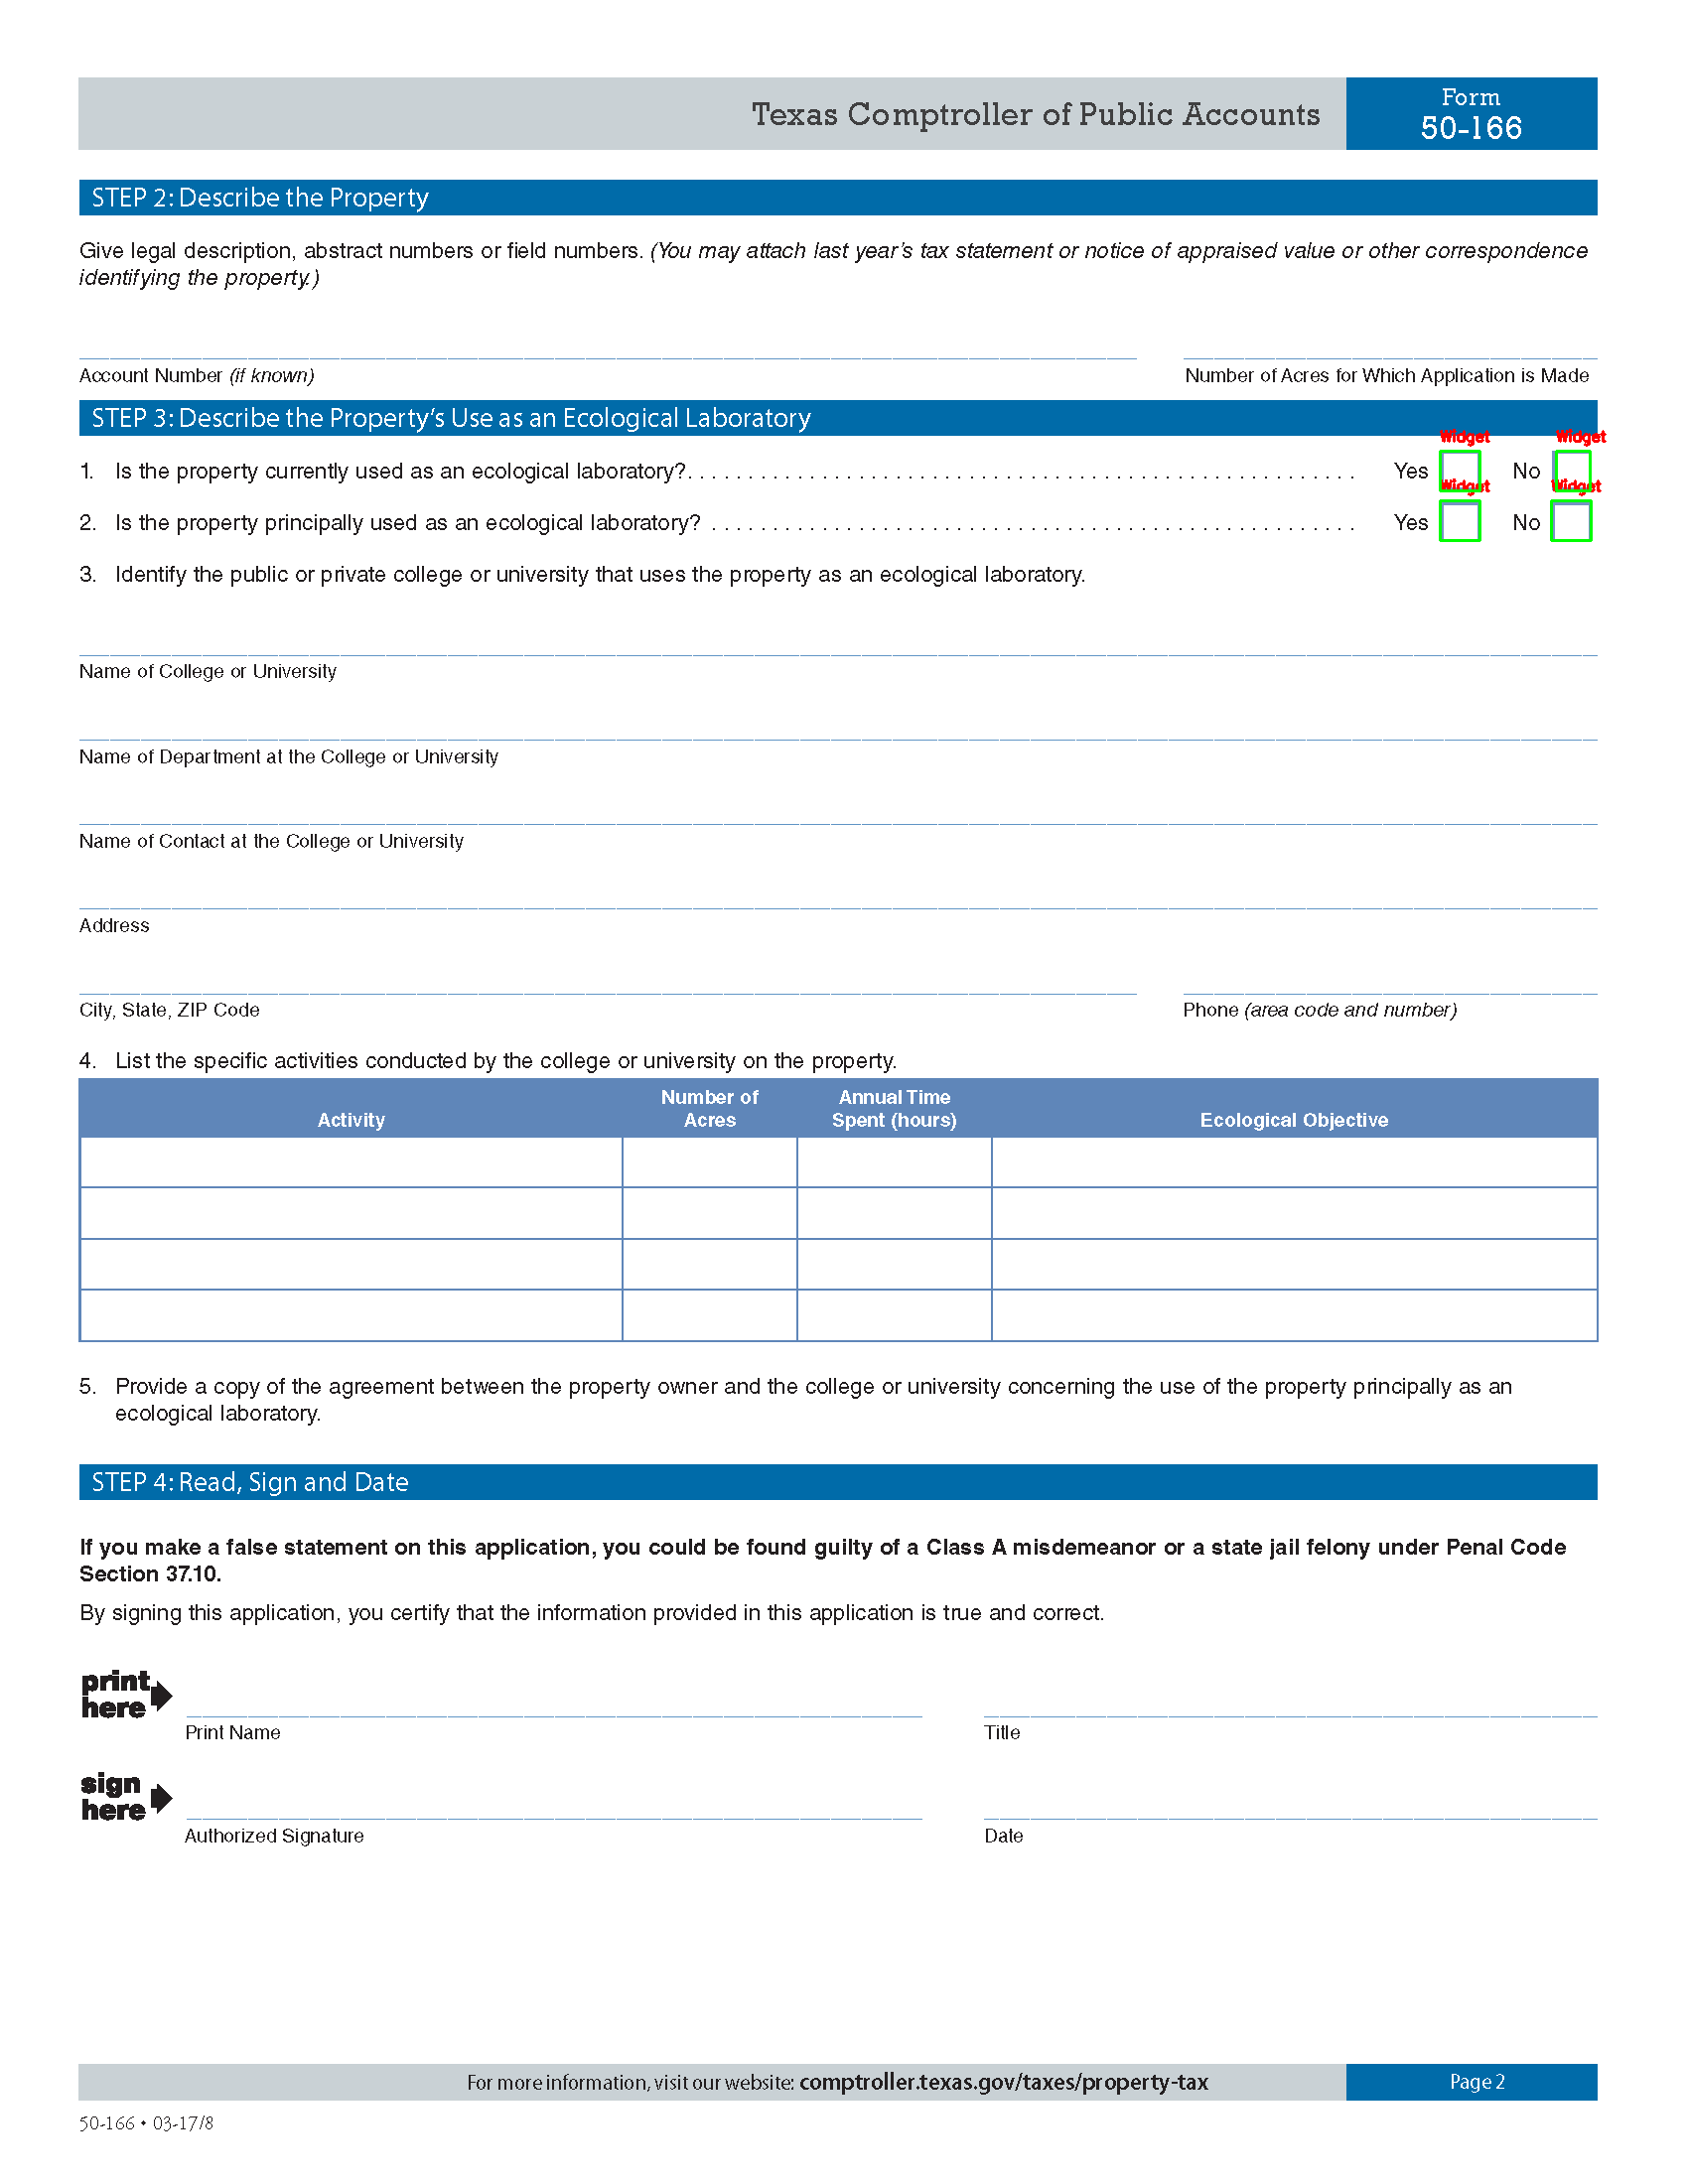 Texas Comptroller of Public Accounts
Form
50-166
STEP 2: Describe the Property
Give legal description, abstract numbers or field numbers. (You may attach last year's tax statement or notice of appraised value or other correspondence
identifying the property.)
Account Number (if known)
Number of Acres for Which Application is Made
STEP 3: Describe the Property's Use as an Ecological Laboratory
Widget Widget
1. Is the property currently used as an ecological laboratory?. . . . . . . . . . . . . . . . . . . . . . . . . . . . . . . . . . . . . . . . . . . . . . . . . . . . . . . Yes No
Widget Widget
2. Is the property principally used as an ecological laboratory? . . . . . . . . . . . . . . . . . . . . . . . . . . . . . . . . . . . . . . . . . . . . . . . . . . . . . Yes No
3. Identify the public or private college or university that uses the property as an ecological laboratory.
Name of College or University
Name of Department at the College or University
Name of Contact at the College or University
Address
City, State, ZIP Code
Phone (area code and number)
4. List the specific activities conducted by the college or university on the property.
Activity
Number of
Acres
Annual Time
Spent (hours)
Ecological Objective
5. Provide a copy of the agreement between the property owner and the college or university concerning the use of the property principally as an
ecological laboratory.
STEP 4: Read, Sign and Date
If you make a false statement on this application, you could be found guilty of a Class A misdemeanor or a state jail felony under Penal Code
Section 37.10.
By signing this application, you certify that the information provided in this application is true and correct.
print
here
Print Name
Title
sign
here
Authorized Signature
Date
For more information, visit our website: comptroller.texas.gov/taxes/property-tax
Page 2
50-166 • 03-17/8